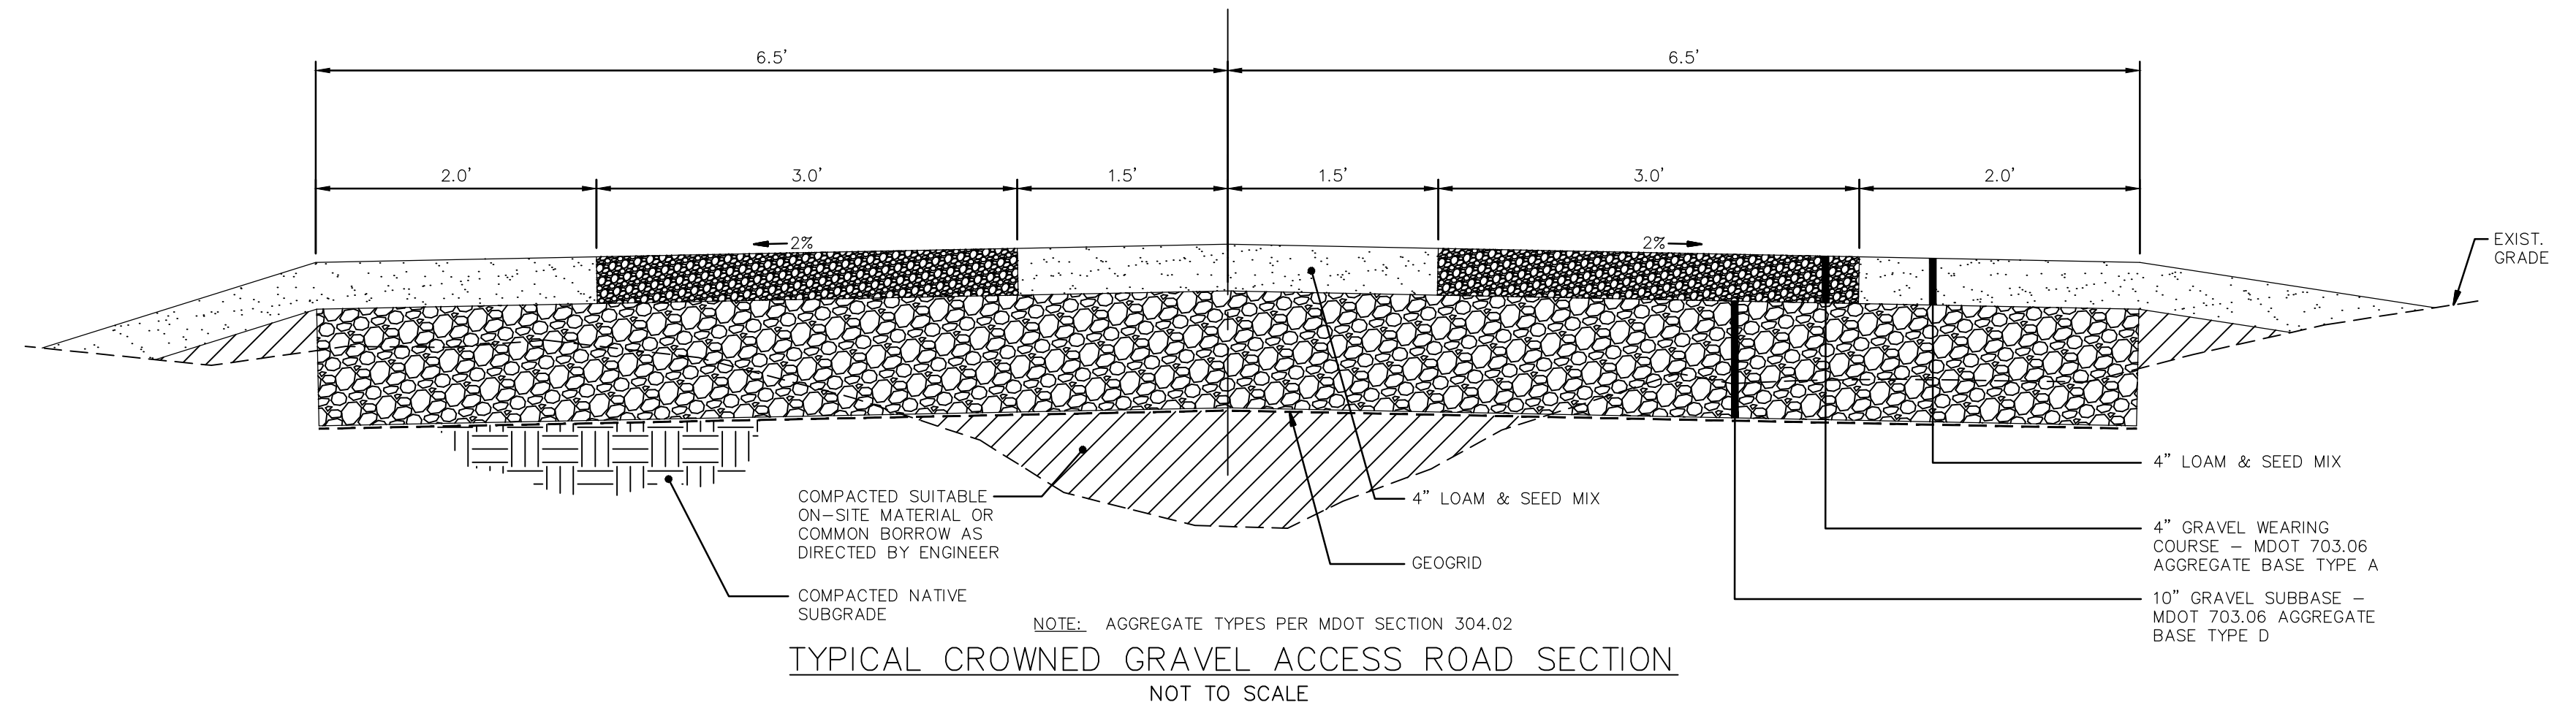 6.5' 6.5'
2.0' 3.0' 1.5' 1.5' 3.0' 2.0'
2% 2%
EXIST.
GRADE
COMPACTED SUITABLE
ON-SITE MATERIAL OR
COMMON BORROW AS
DIRECTED BY ENGINEER
COMPACTED NATIVE
SUBGRADE
4" LOAM & SEED MIX
GEOGRID
4" LOAM & SEED MIX
4" GRAVEL WEARING
COURSE - MDOT 703.06
AGGREGATE BASE TYPE A
10" GRAVEL SUBBASE -
MDOT 703.06 AGGREGATE
BASE TYPE D
NOTE: AGGREGATE TYPES PER MDOT SECTION 304.02
TYPICAL CROWNED GRAVEL ACCESS ROAD SECTION
NOT TO SCALE